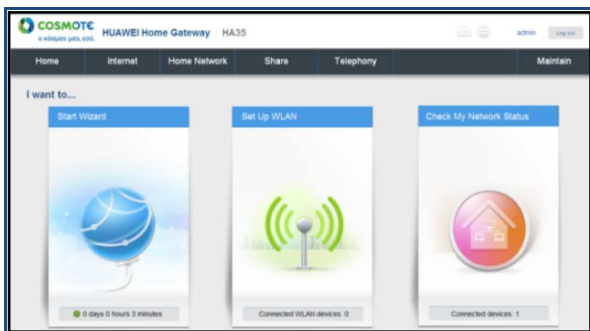 COSMOTE
ο κόσμος μας, εσύ.
HUAWEI Home Gateway HA35
admin Log out
Home Internet Home Network Share Telephony Maintain
I want to...
Start Wizard Set Up WLAN Check My Network Status
0 days 0 hours 3 minutes Connected WLAN devices: 0 Connected devices: 1